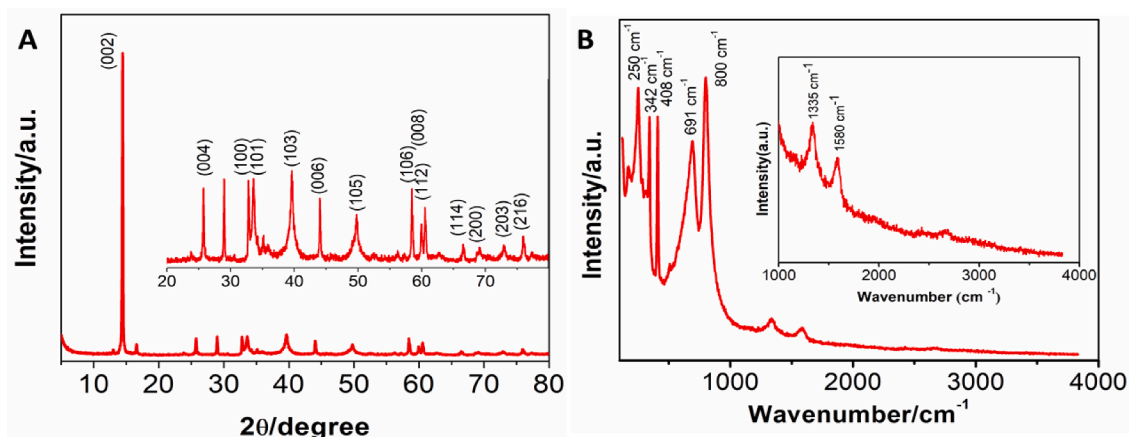 A
Intensity/a.u.
2θ/degree
10 20 30 40 50 60 70 80
(002)
(004)
(100)
(101)
(103)
(006)
(105)
(106)
(008)
(112)
(114)
(200)
(203)
(216)
20 30 40 50 60 70 80
B
Intensity/a.u.
Wavenumber/cm⁻¹
1000 2000 3000 4000
250 cm⁻¹
342 cm⁻¹
408 cm⁻¹
691 cm⁻¹
800 cm⁻¹
Intensity(a.u.)
1335 cm⁻¹
1580 cm⁻¹
1000 2000 3000 4000
Wavenumber (cm⁻¹)